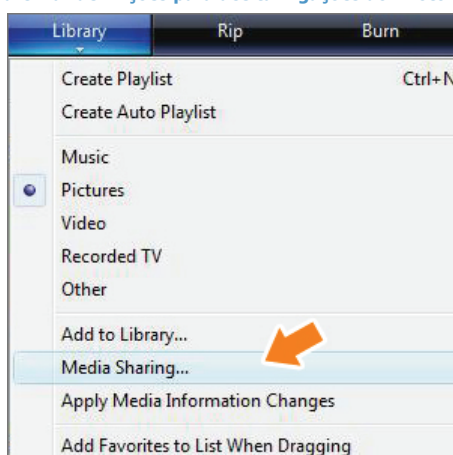 Library Rip Burn
Create Playlist Ctrl+N
Create Auto Playlist
Music
Pictures
Video
Recorded TV
Other
Add to Library...
Media Sharing...
Apply Media Information Changes
Add Favorites to List When Dragging